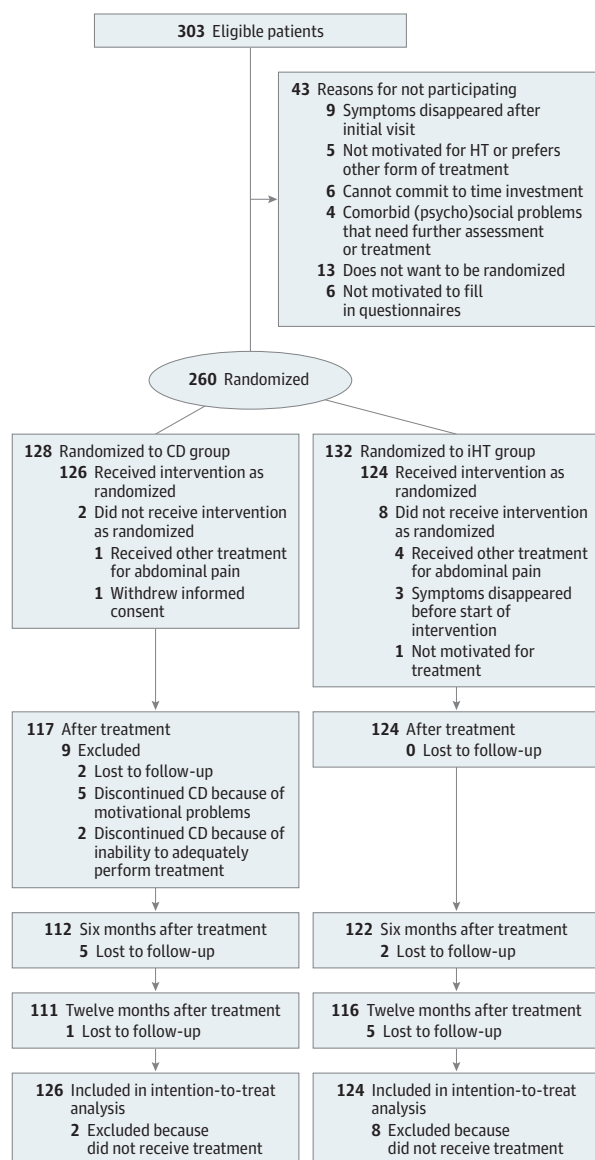 303 Eligible patients
43 Reasons for not participating
9 Symptoms disappeared after
initial visit
5 Not motivated for HT or prefers
other form of treatment
6 Cannot commit to time investment
4 Comorbid (psycho)social problems
that need further assessment
or treatment
13 Does not want to be randomized
6 Not motivated to fill
in questionnaires
260 Randomized
128 Randomized to CD group
126 Received intervention as
randomized
2 Did not receive intervention
as randomized
1 Received other treatment
for abdominal pain
1 Withdrew informed
consent
132 Randomized to iHT group
124 Received intervention as
randomized
8 Did not receive intervention
as randomized
4 Received other treatment
for abdominal pain
3 Symptoms disappeared
before start of
intervention
1 Not motivated for
treatment
117 After treatment
9 Excluded
2 Lost to follow-up
5 Discontinued CD because of
motivational problems
2 Discontinued CD because of
inability to adequately
perform treatment
124 After treatment
0 Lost to follow-up
112 Six months after treatment
5 Lost to follow-up
122 Six months after treatment
2 Lost to follow-up
111 Twelve months after treatment
1 Lost to follow-up
116 Twelve months after treatment
5 Lost to follow-up
126 Included in intention-to-treat
analysis
2 Excluded because
did not receive treatment
124 Included in intention-to-treat
analysis
8 Excluded because
did not receive treatment